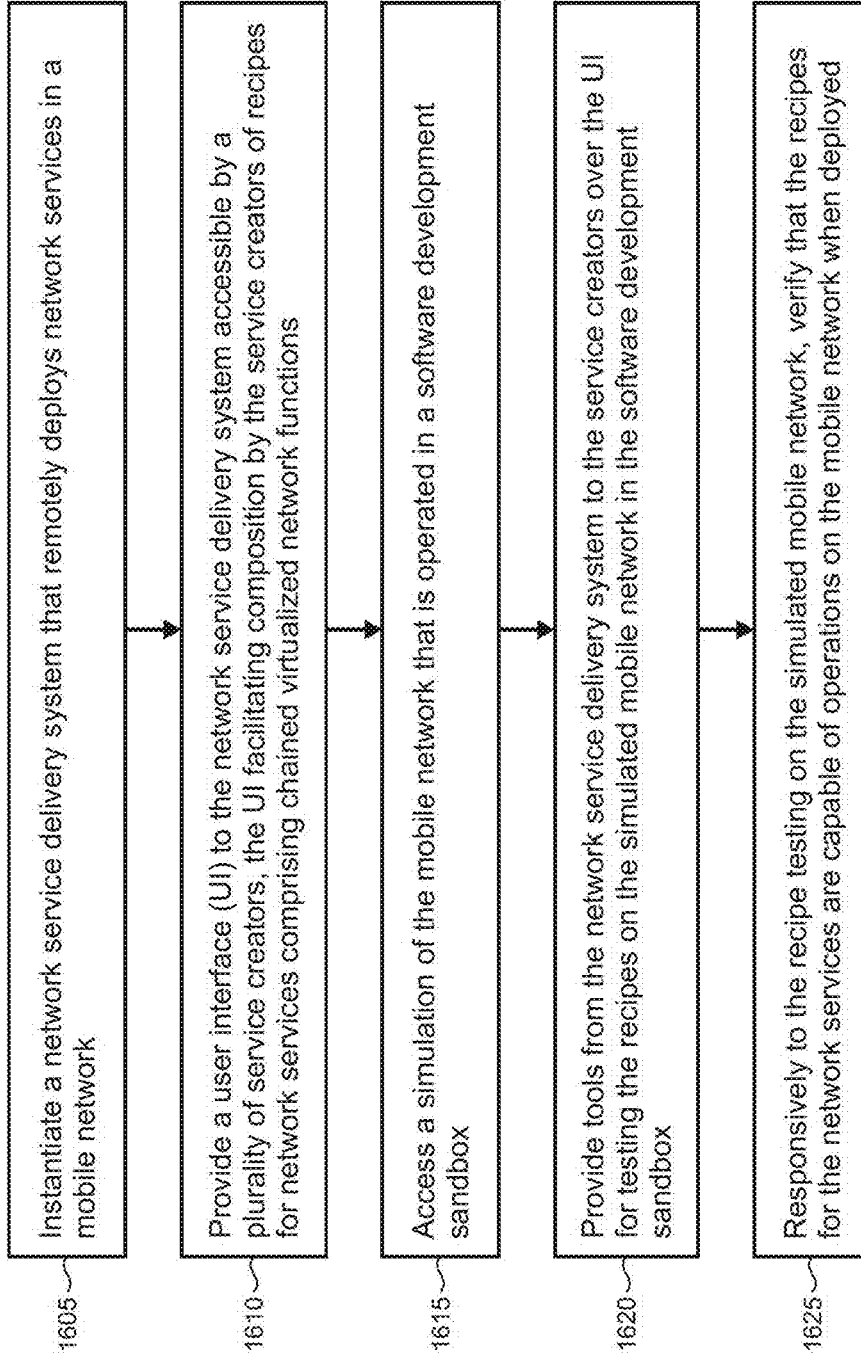 1605
Instantiate a network service delivery system that remotely deploys network services in a
mobile network
1610
Provide a user interface (UI) to the network service delivery system accessible by a
plurality of service creators, the UI facilitating composition by the service creators of recipes
for network services comprising chained virtualized network functions
1615
Access a simulation of the mobile network that is operated in a software development
sandbox
1620
Provide tools from the network service delivery system to the service creators over the UI
for testing the recipes on the simulated mobile network in the software development
sandbox
1625
Responsively to the recipe testing on the simulated mobile network, verify that the recipes
for the network services are capable of operations on the mobile network when deployed